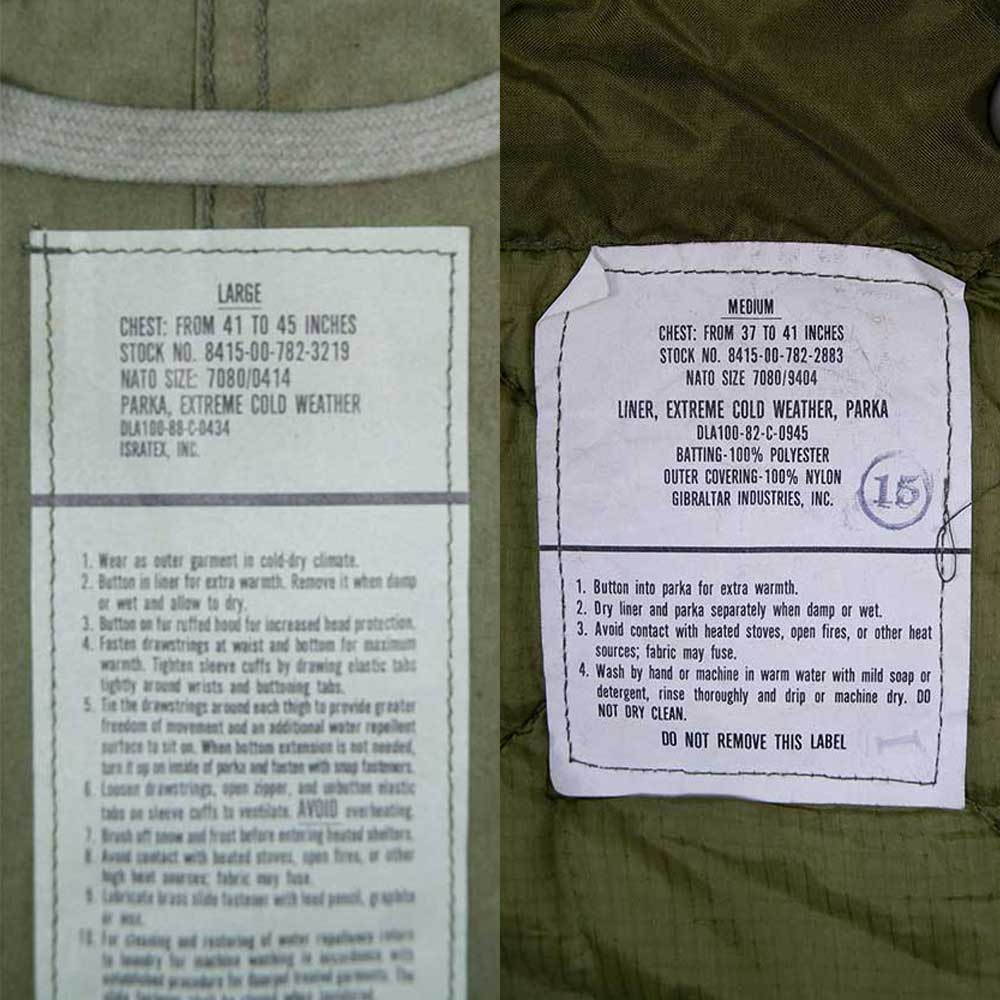 LARGE
CHEST: FROM 41 TO 45 INCHES
STOCK NO. 8415-00-782-3219
NATO SIZE: 7080/0414
PARKA, EXTREME COLD WEATHER
DLA100-88-C-0434
ISRATEX, INC.
1. Wear as outer garment in cold-dry climate.
2. Button in liner for extra warmth. Remove it when damp
or wet and allow to dry.
3. Button on fur ruffed hood for increased head protection.
4. Fasten drawstrings at waist and bottom for maximum
warmth. Tighten sleeve cuffs by drawing elastic tabs
tightly around wrists and buttoning tabs.
5. Tie the drawstrings around each thigh to provide greater
freedom of movement and an additional water repellent
surface to sit on. When bottom extension is not needed,
turn it up on inside of parka and fasten with snap fasteners.
6. Loosen drawstrings, open zipper, and unbutton elastic
tabs on sleeve cuffs to ventilate. AVOID overheating.
7. Brush off snow and frost before entering heated shelters.
8. Avoid contact with heated stoves, open fires, or other
high heat sources; fabric may fuse.
9. Lubricate brass slide fastener with lead pencil, graphite
or wax.
10. For cleaning and restoring of water repellence return
to laundry for machine washing in accordance with
established procedure for Quarpel treated garments. The
MEDIUM
CHEST: FROM 37 TO 41 INCHES
STOCK NO. 8415-00-782-2883
NATO SIZE 7080/9404
LINER, EXTREME COLD WEATHER, PARKA
DLA100-82-C-0945
BATTING-100% POLYESTER
OUTER COVERING-100% NYLON
GIBRALTAR INDUSTRIES, INC.
15
1. Button into parka for extra warmth.
2. Dry liner and parka separately when damp or wet.
3. Avoid contact with heated stoves, open fires, or other heat
sources; fabric may fuse.
4. Wash by hand or machine in warm water with mild soap or
detergent, rinse thoroughly and drip or machine dry. DO
NOT DRY CLEAN.
DO NOT REMOVE THIS LABEL